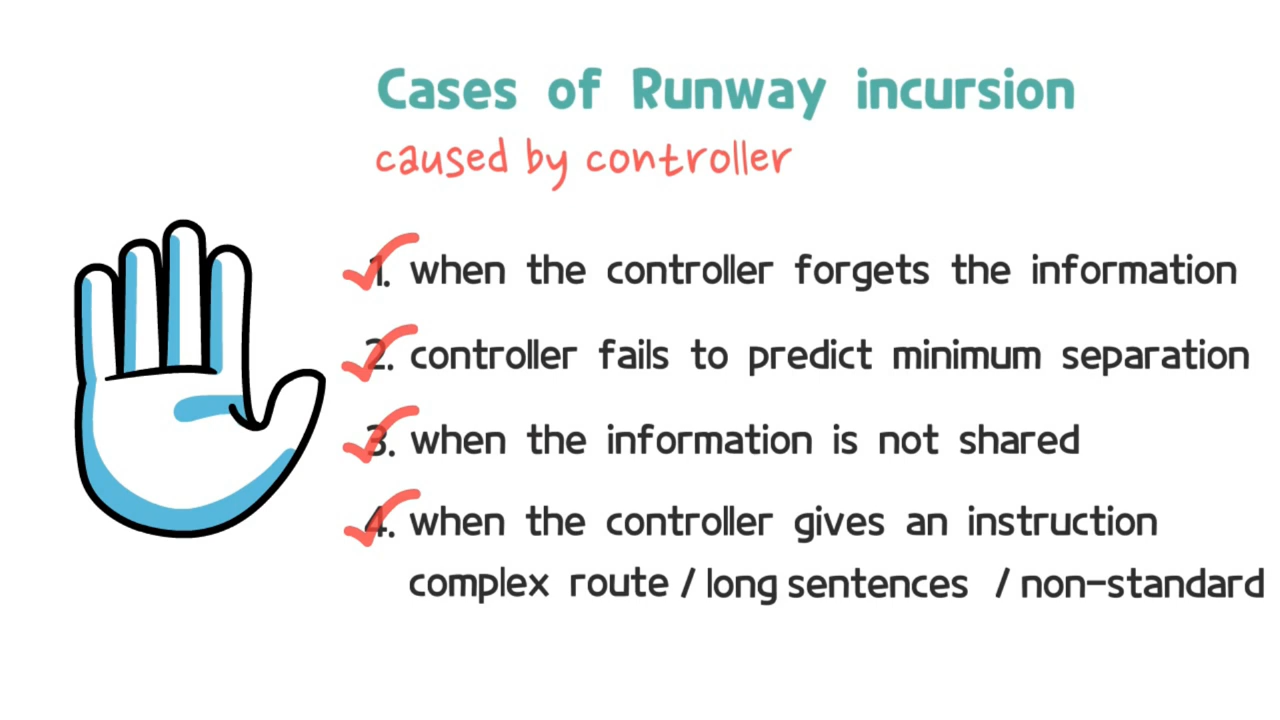 Cases of Runway incursion
caused by controller
1. when the controller forgets the information
2. controller fails to predict minimum separation
3. when the information is not shared
4. when the controller gives an instruction
complex route / long sentences / non-standard